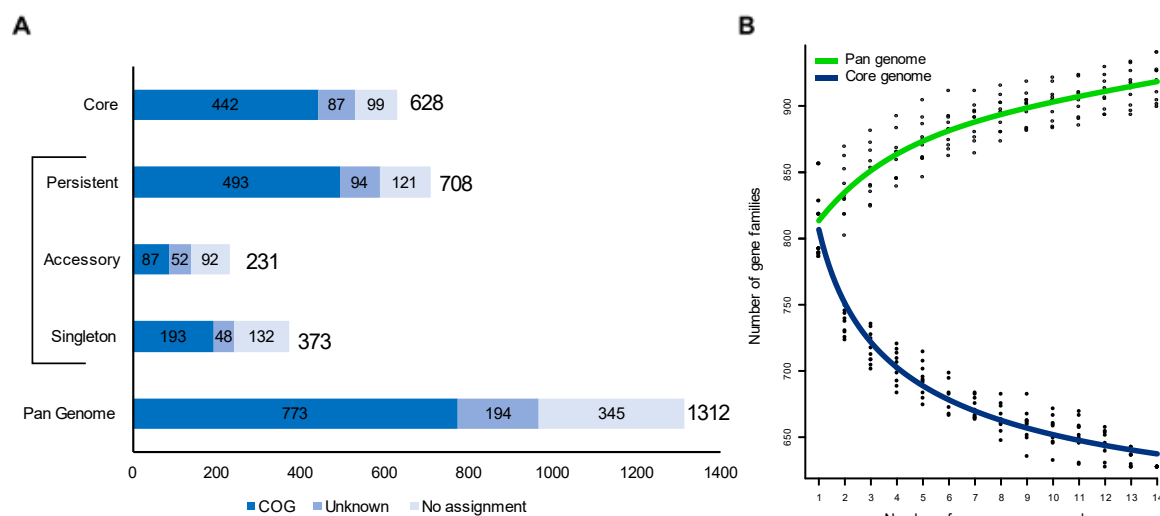 A
Core
442 87 99 628
Persistent
493 94 121 708
Accessory
87 52 92 231
Singleton
193 48 132 373
Pan Genome
773 194 345 1312
0 200 400 600 800 1000 1200 1400
COG Unknown No assignment
B
Pan genome
Core genome
Number of gene families
900
850
800
750
700
650
1 2 3 4 5 6 7 8 9 10 11 12 13 14